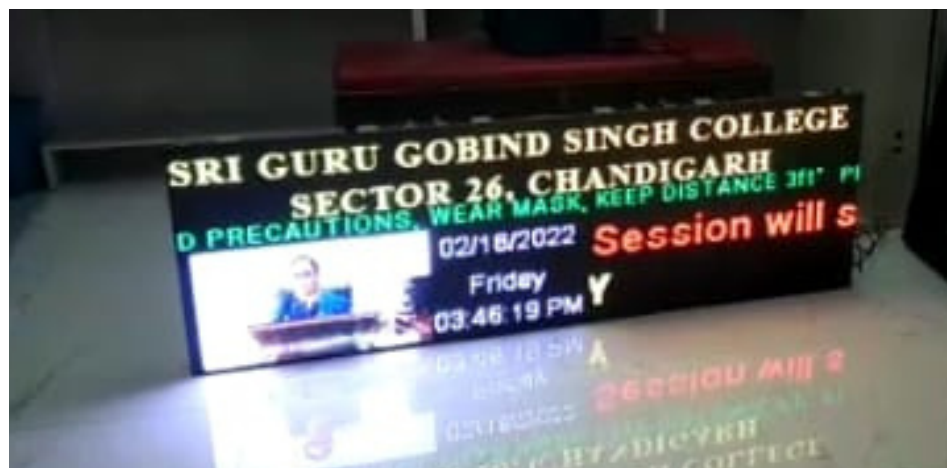 SRI GURU GOBIND SINGH COLLEGE
SECTOR 26, CHANDIGARH
D PRECAUTIONS, WEAR MASK, KEEP DISTANCE 3ft" P
02/18/2022
Session will s
Friday
Y
03:46:19 PM